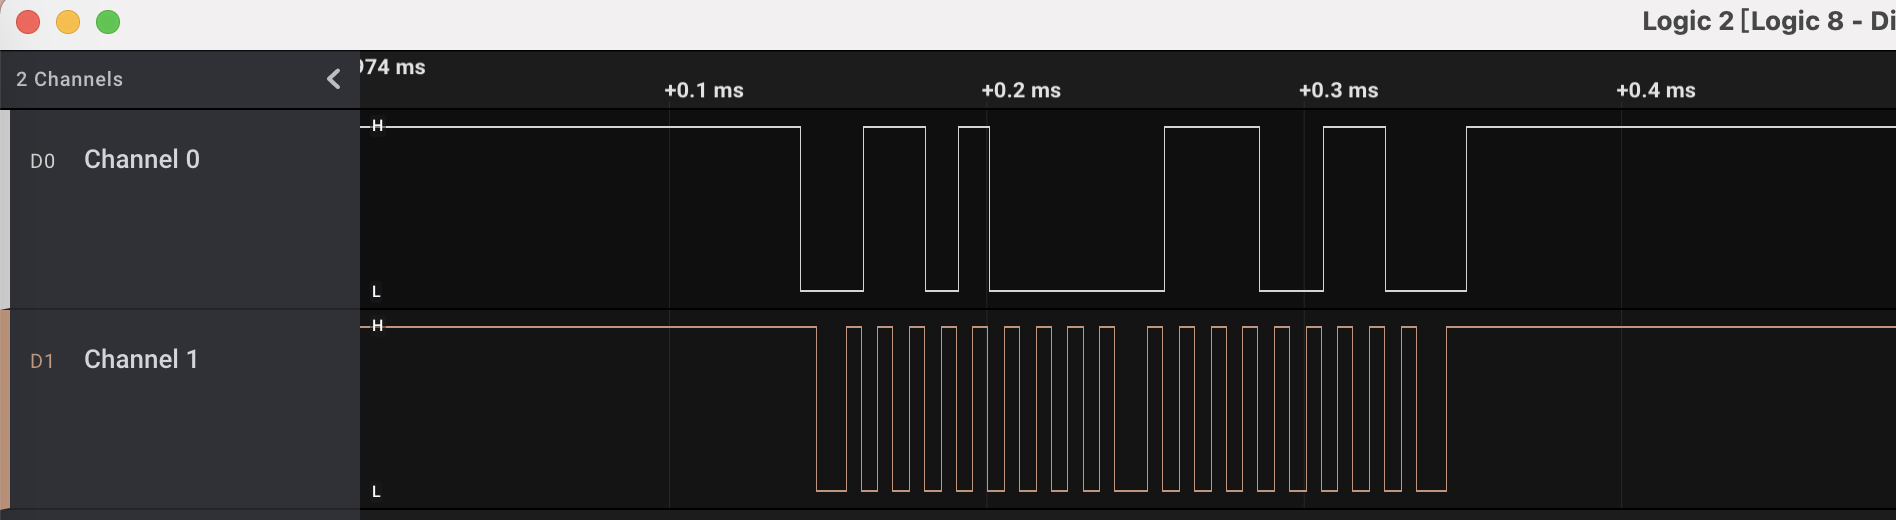 Logic 2 [Logic 8 - Di
2 Channels
74 ms
+0.1 ms +0.2 ms +0.3 ms +0.4 ms
H
D0 Channel 0
L
H
D1 Channel 1
L